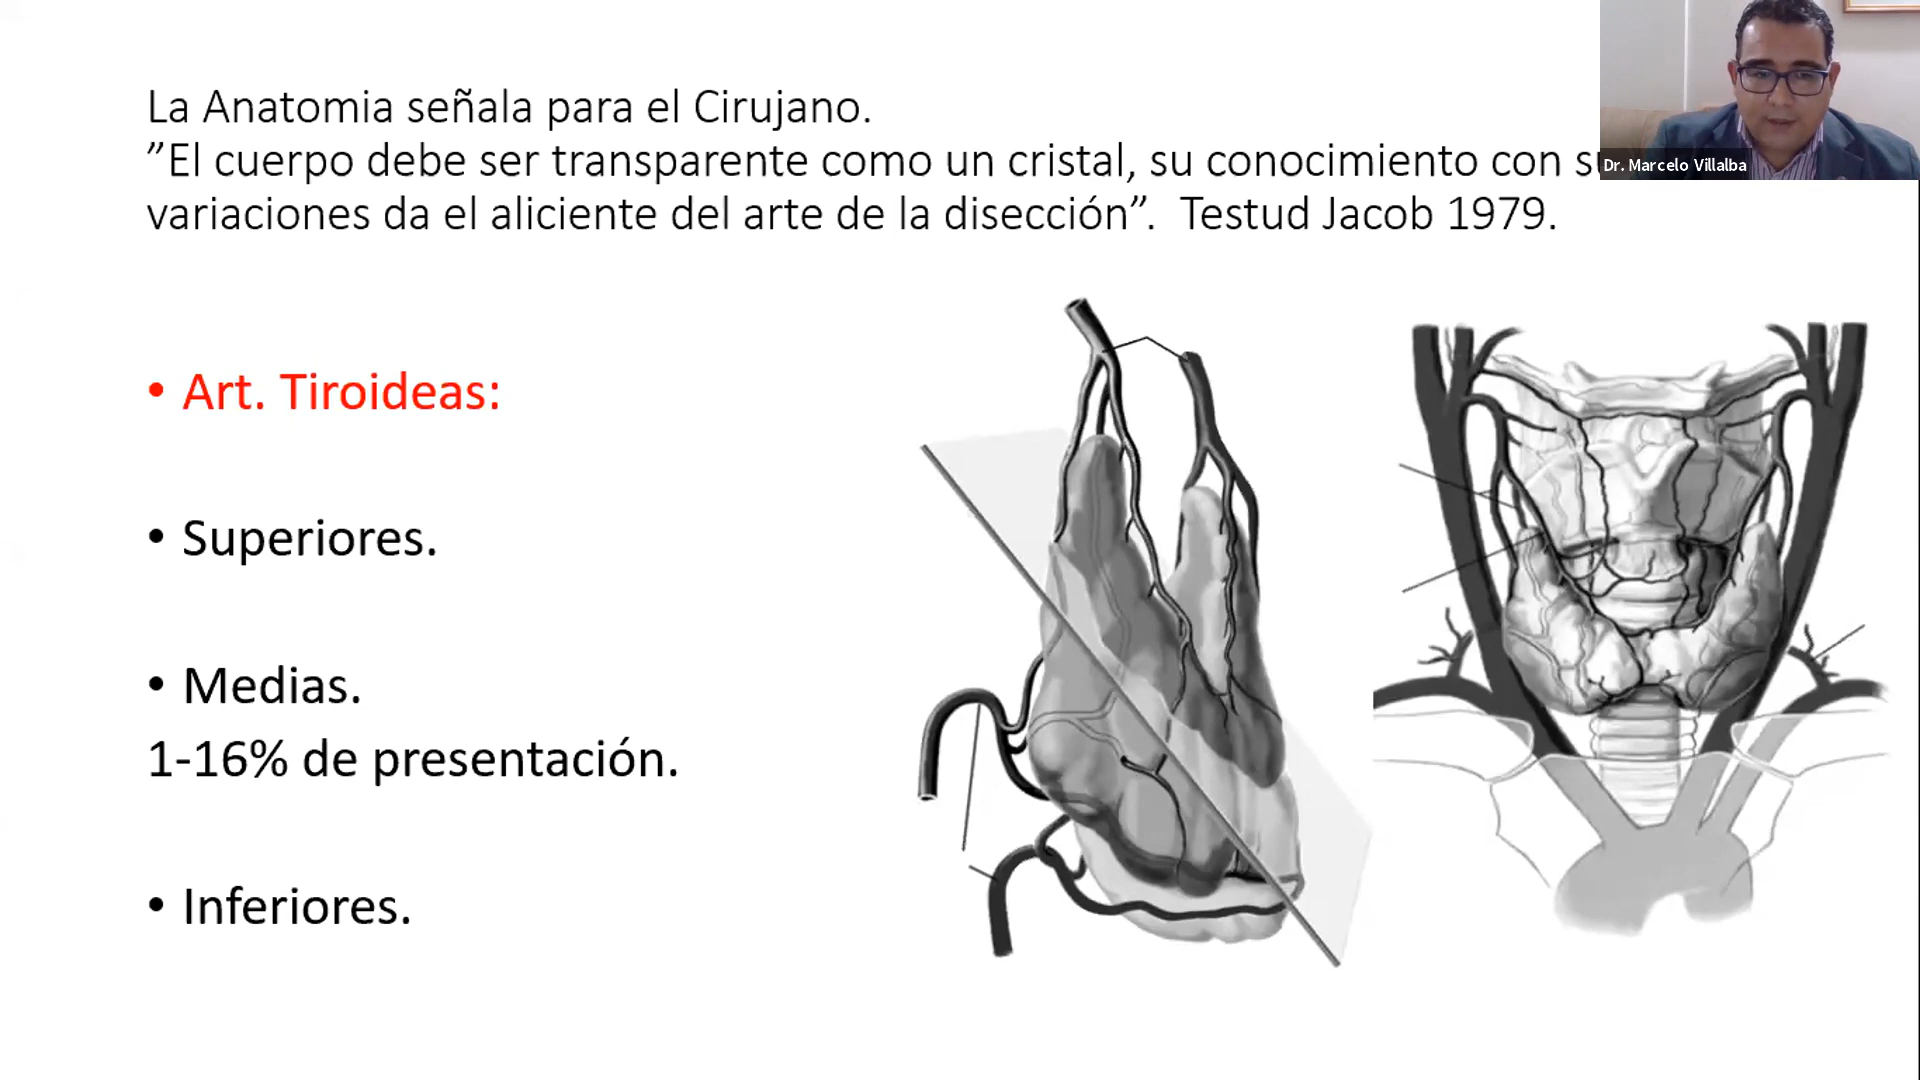 La Anatomia señala para el Cirujano.
”El cuerpo debe ser transparente como un cristal, su conocimiento con
variaciones da el aliciente del arte de la disección”. Testud Jacob 1979.
Dr. Marcelo Villalba
• Art. Tiroideas:
• Superiores.
• Medias.
1-16% de presentación.
• Inferiores.